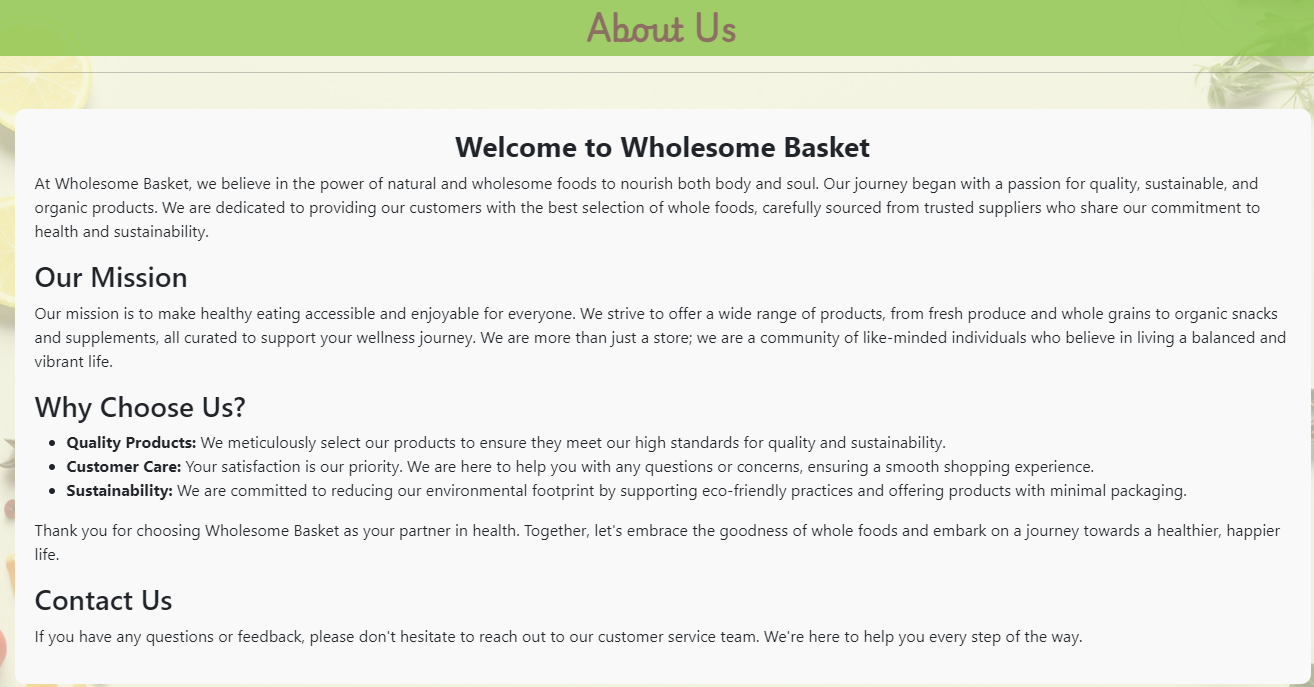 About Us
Welcome to Wholesome Basket
At Wholesome Basket, we believe in the power of natural and wholesome foods to nourish both body and soul. Our journey began with a passion for quality, sustainable, and
organic products. We are dedicated to providing our customers with the best selection of whole foods, carefully sourced from trusted suppliers who share our commitment to
health and sustainability.
Our Mission
Our mission is to make healthy eating accessible and enjoyable for everyone. We strive to offer a wide range of products, from fresh produce and whole grains to organic snacks
and supplements, all curated to support your wellness journey. We are more than just a store; we are a community of like-minded individuals who believe in living a balanced and
vibrant life.
Why Choose Us?
• Quality Products: We meticulously select our products to ensure they meet our high standards for quality and sustainability.
• Customer Care: Your satisfaction is our priority. We are here to help you with any questions or concerns, ensuring a smooth shopping experience.
• Sustainability: We are committed to reducing our environmental footprint by supporting eco-friendly practices and offering products with minimal packaging.
Thank you for choosing Wholesome Basket as your partner in health. Together, let's embrace the goodness of whole foods and embark on a journey towards a healthier, happier
life.
Contact Us
If you have any questions or feedback, please don't hesitate to reach out to our customer service team. We're here to help you every step of the way.